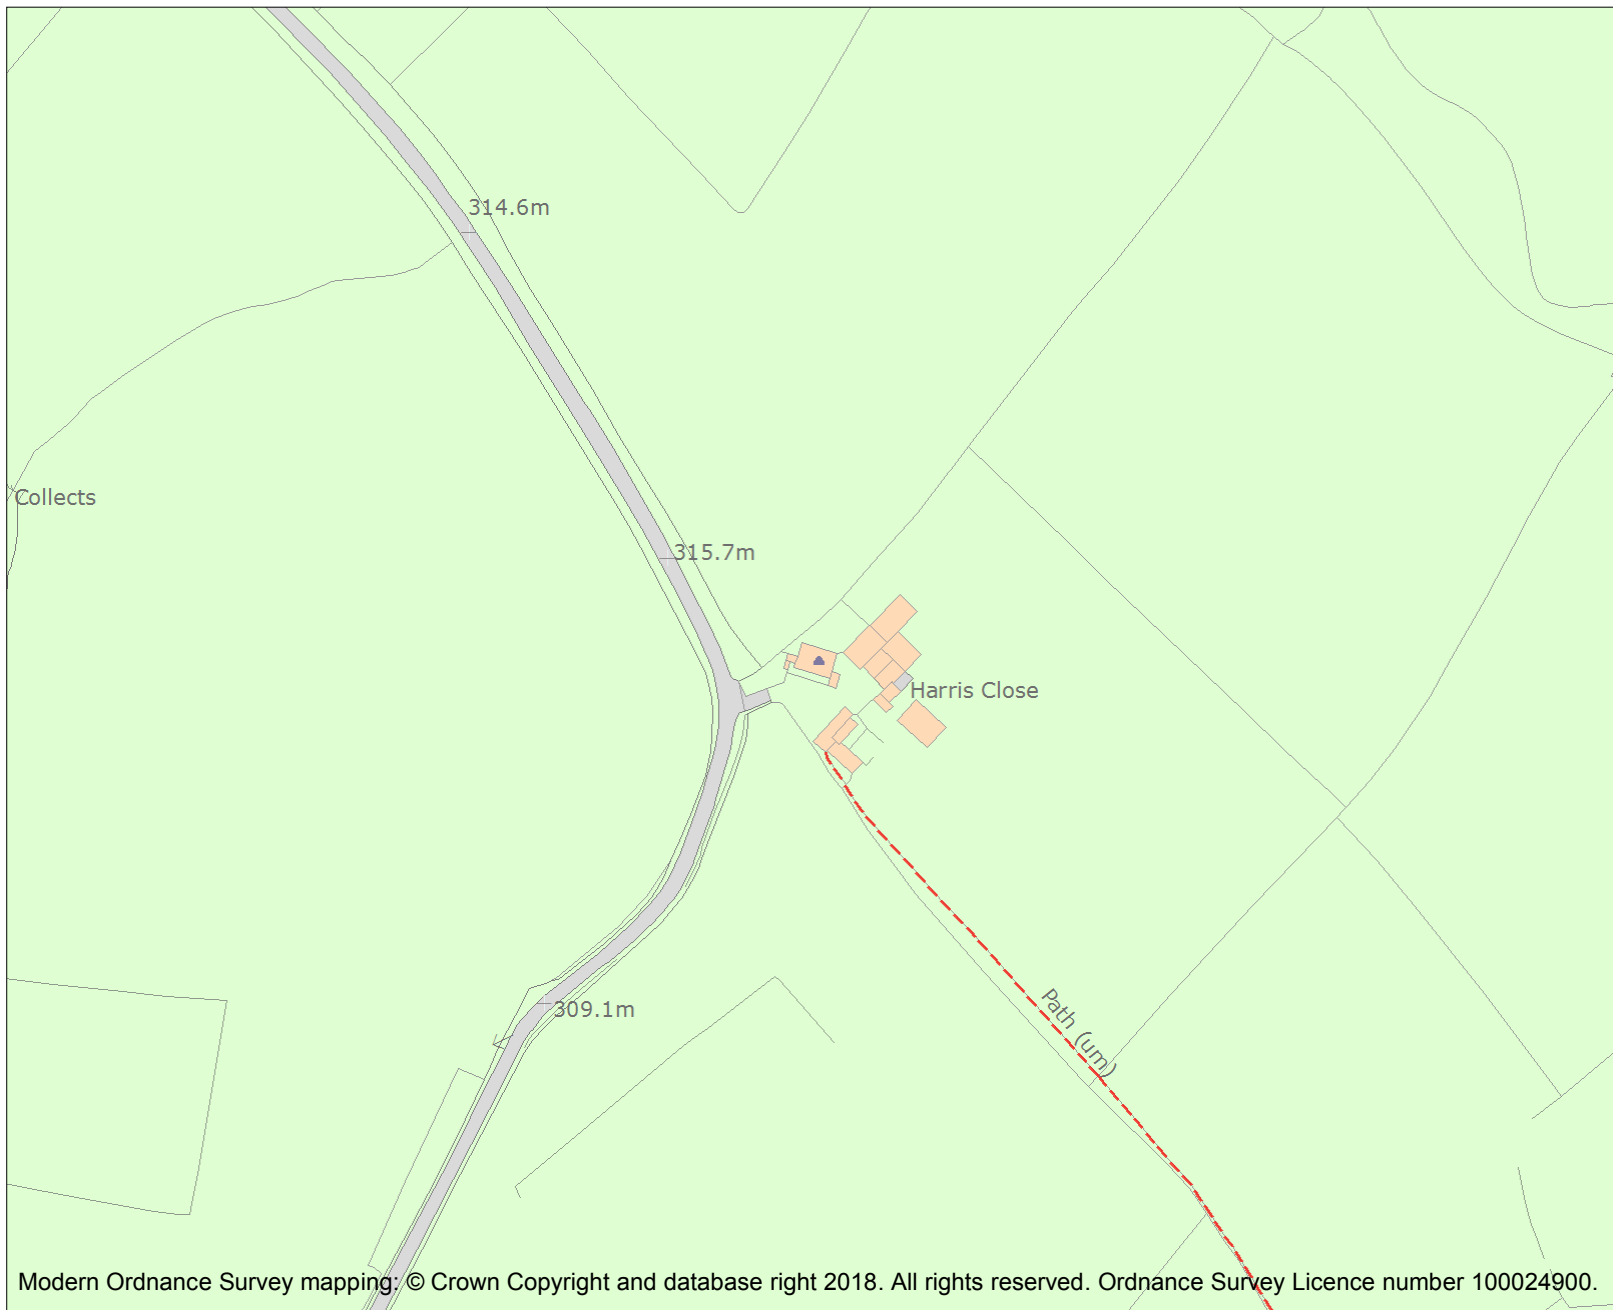 314.6m
Collects
315.7m
Harris Close
309.1m
Path (um)
Modern Ordnance Survey mapping: © Crown Copyright and database right 2018. All rights reserved. Ordnance Survey Licence number 100024900.